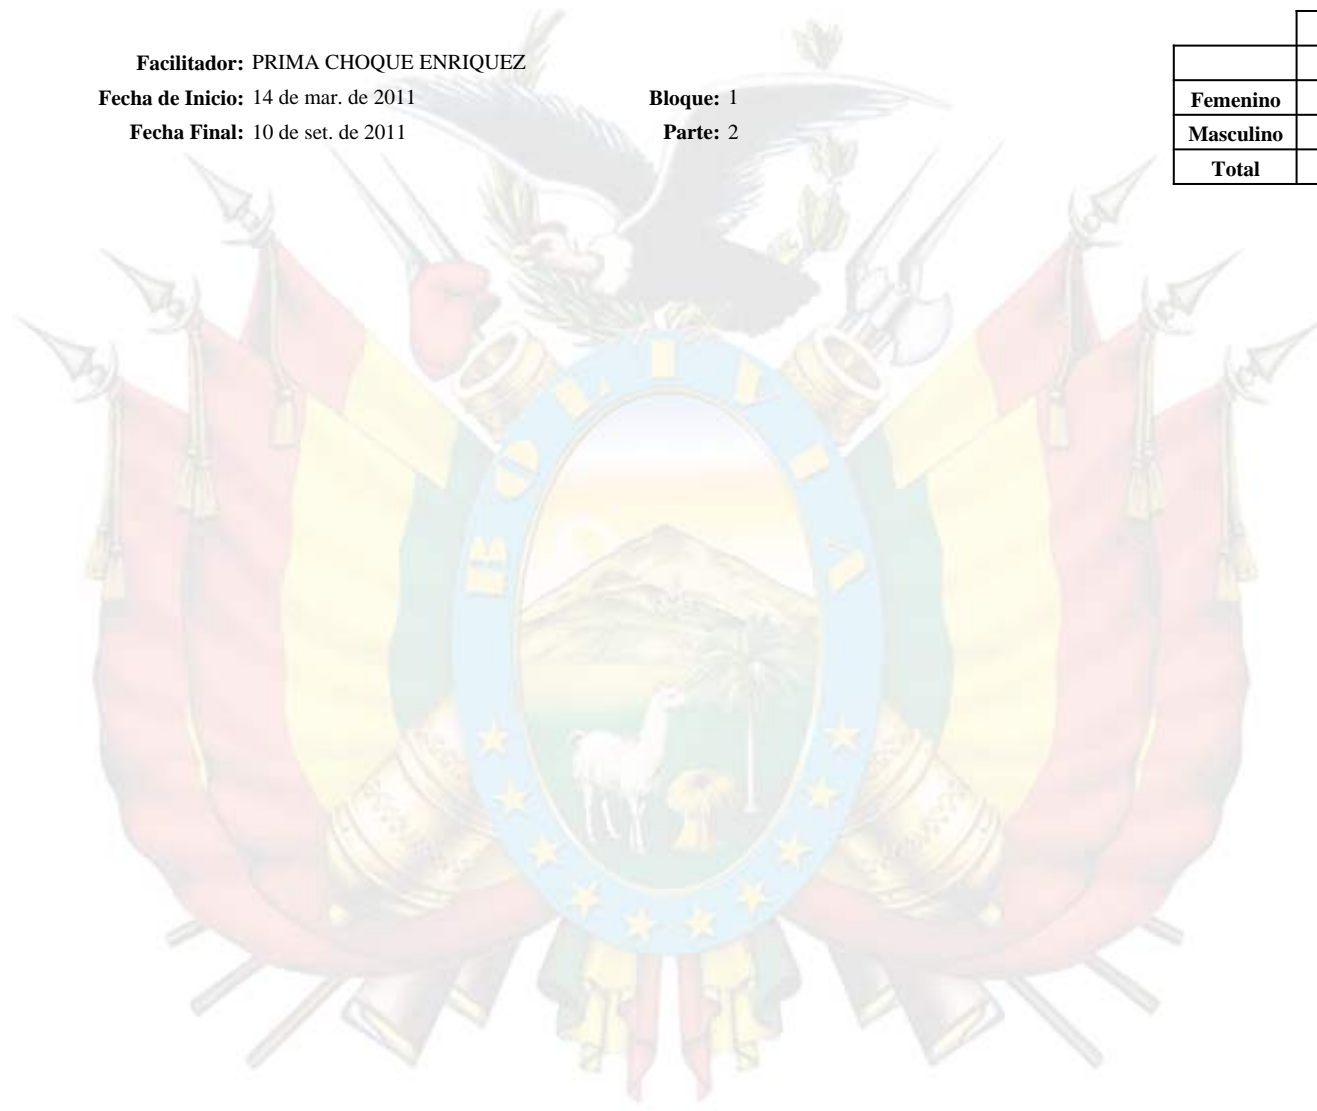 Facilitador: PRIMA CHOQUE ENRIQUEZ
Fecha de Inicio: 14 de mar. de 2011 Bloque: 1
Fecha Final: 10 de set. de 2011 Parte: 2
Femenino
Masculino
Total
BOLIVIA